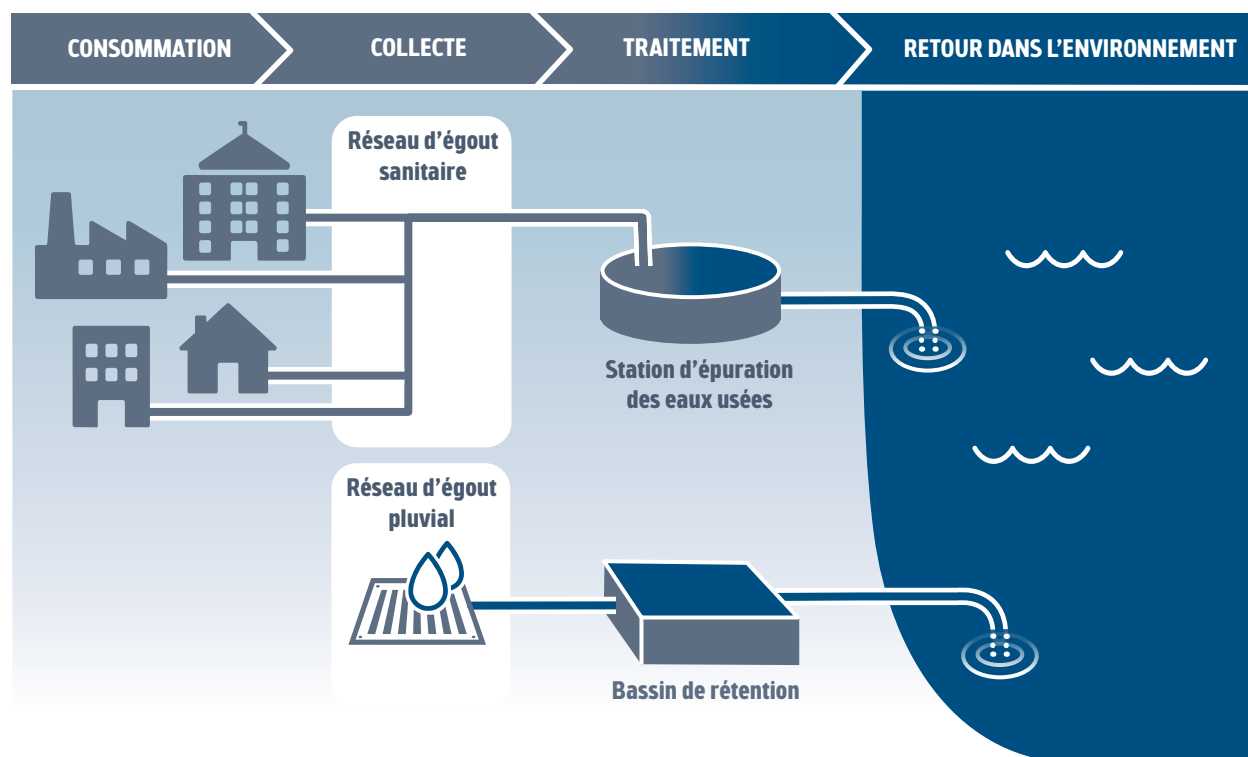 CONSOMMATION
COLLECTE
TRAITEMENT
RETOUR DANS L'ENVIRONNEMENT
Réseau d'égout
sanitaire
Station d'épuration
des eaux usées
Réseau d'égout
pluvial
Bassin de rétention